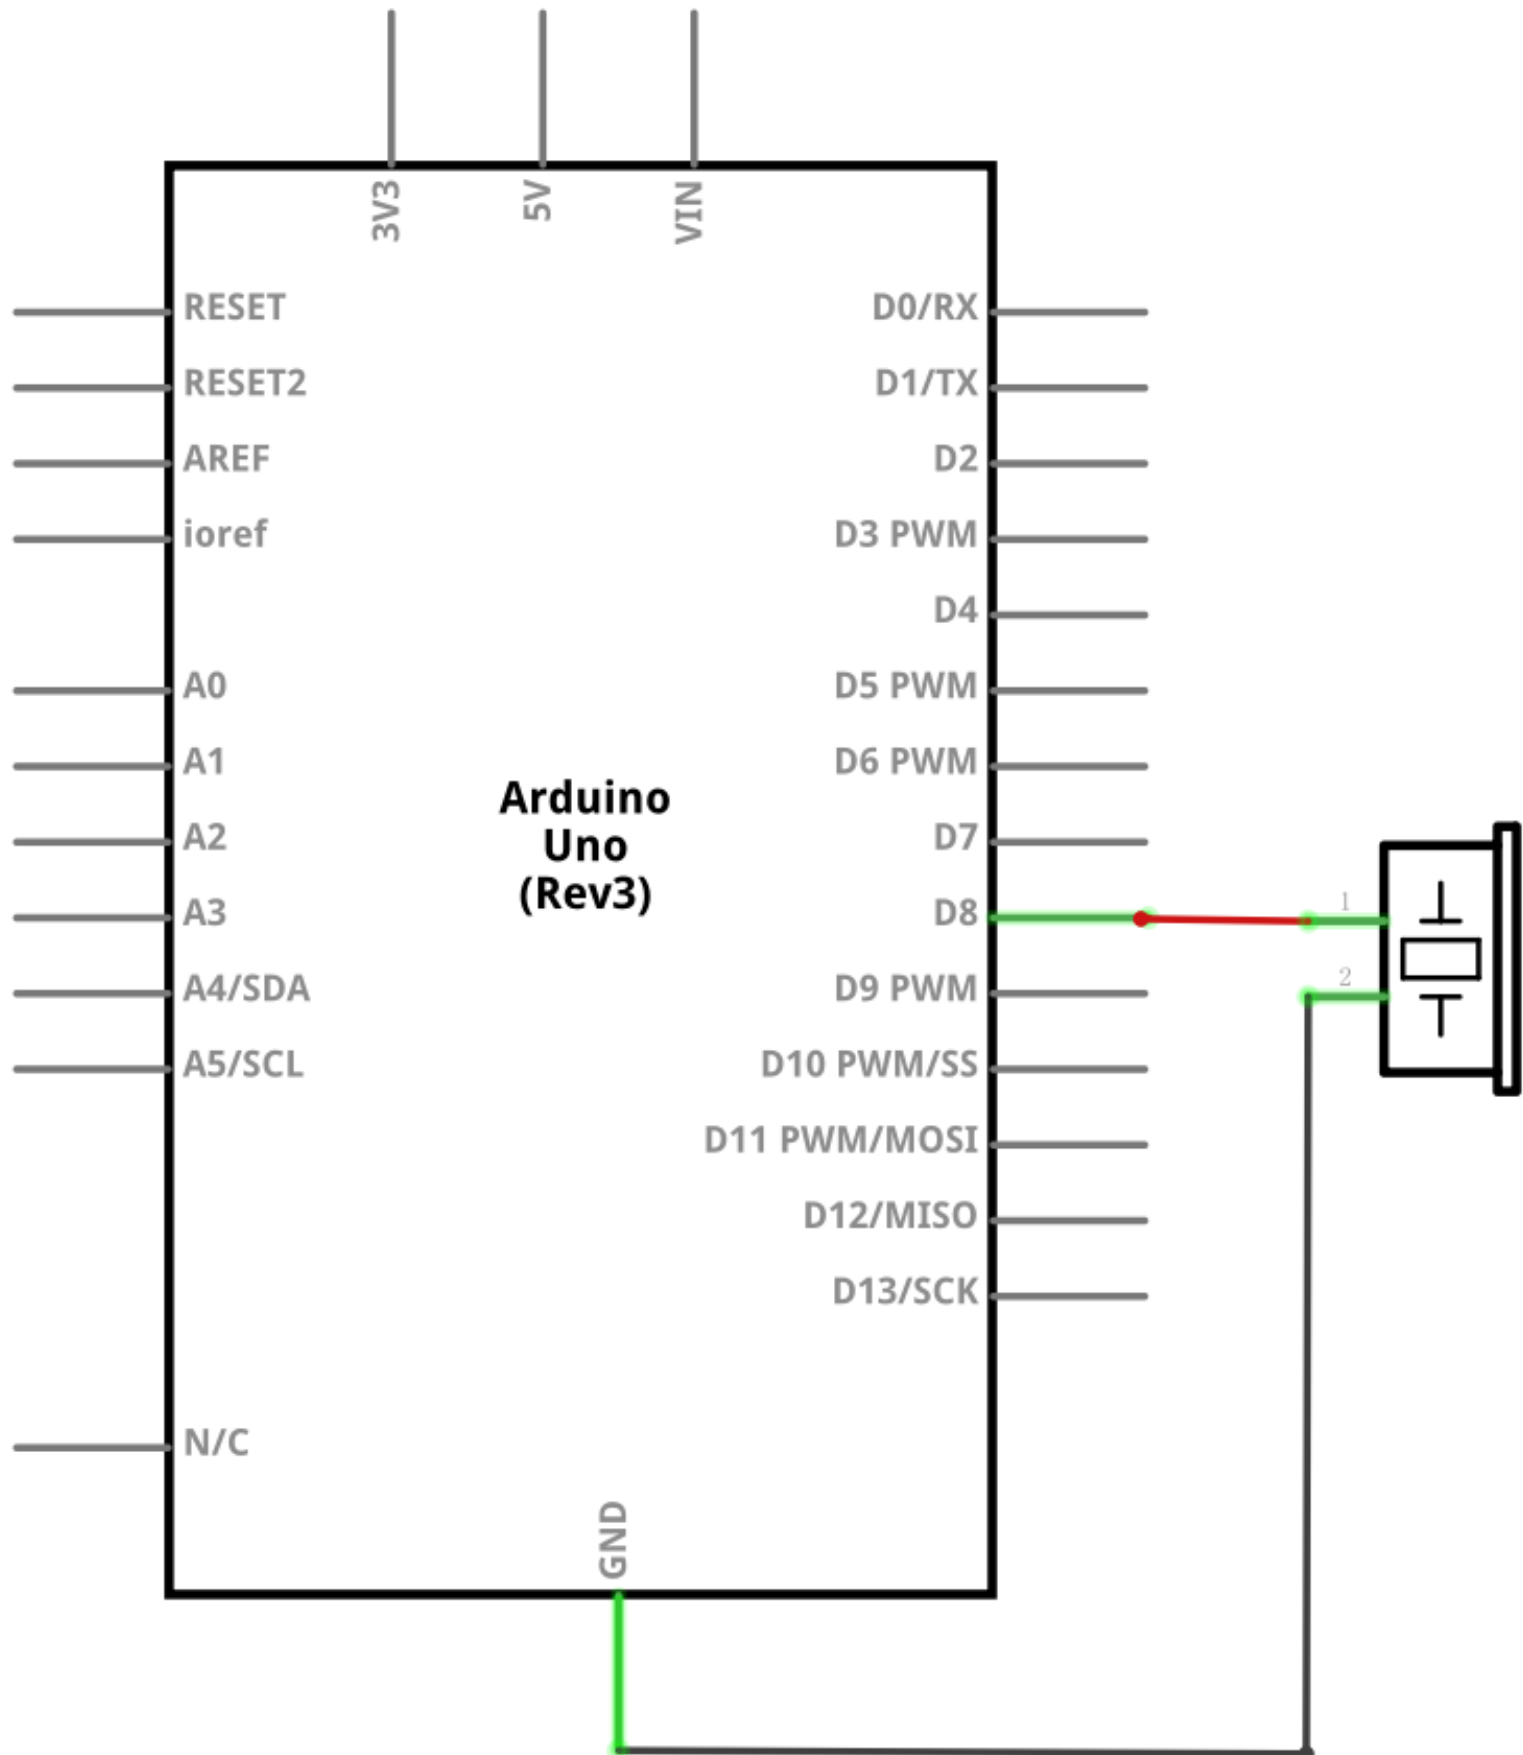 3V3
5V
VIN
RESET
RESET2
AREF
ioref
A0
A1
A2
A3
A4/SDA
A5/SCL
N/C
Arduino
Uno
(Rev3)
D0/RX
D1/TX
D2
D3 PWM
D4
D5 PWM
D6 PWM
D7
D8
D9 PWM
D10 PWM/SS
D11 PWM/MOSI
D12/MISO
D13/SCK
GND
1
2